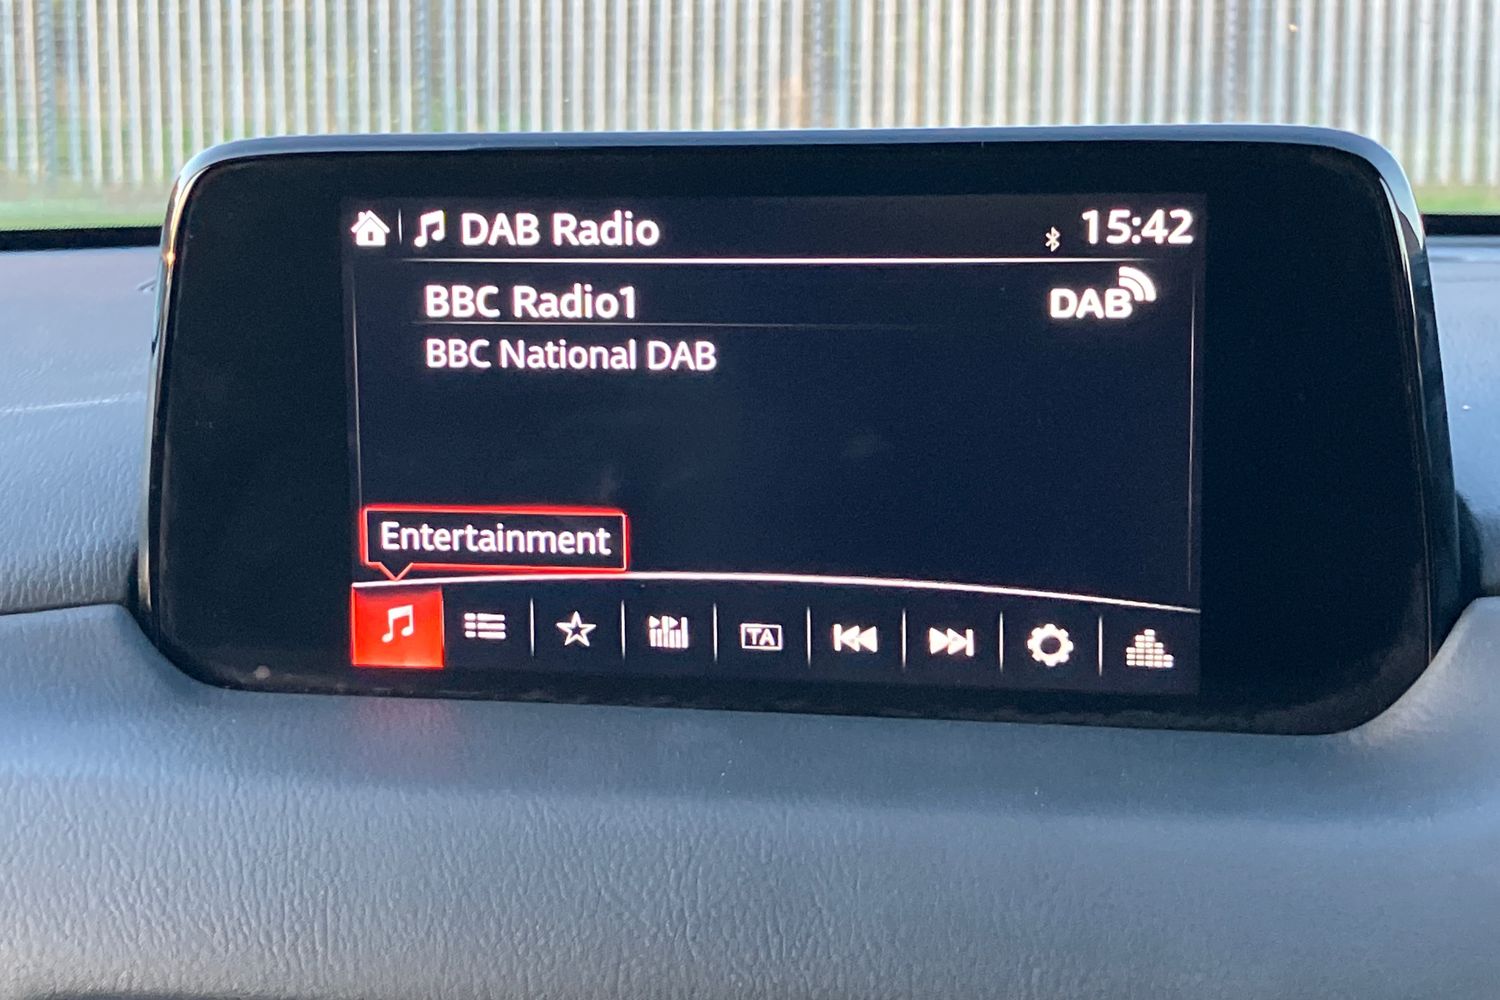 DAB Radio
15:42
BBC Radio1
DAB
BBC National DAB
Entertainment
TA